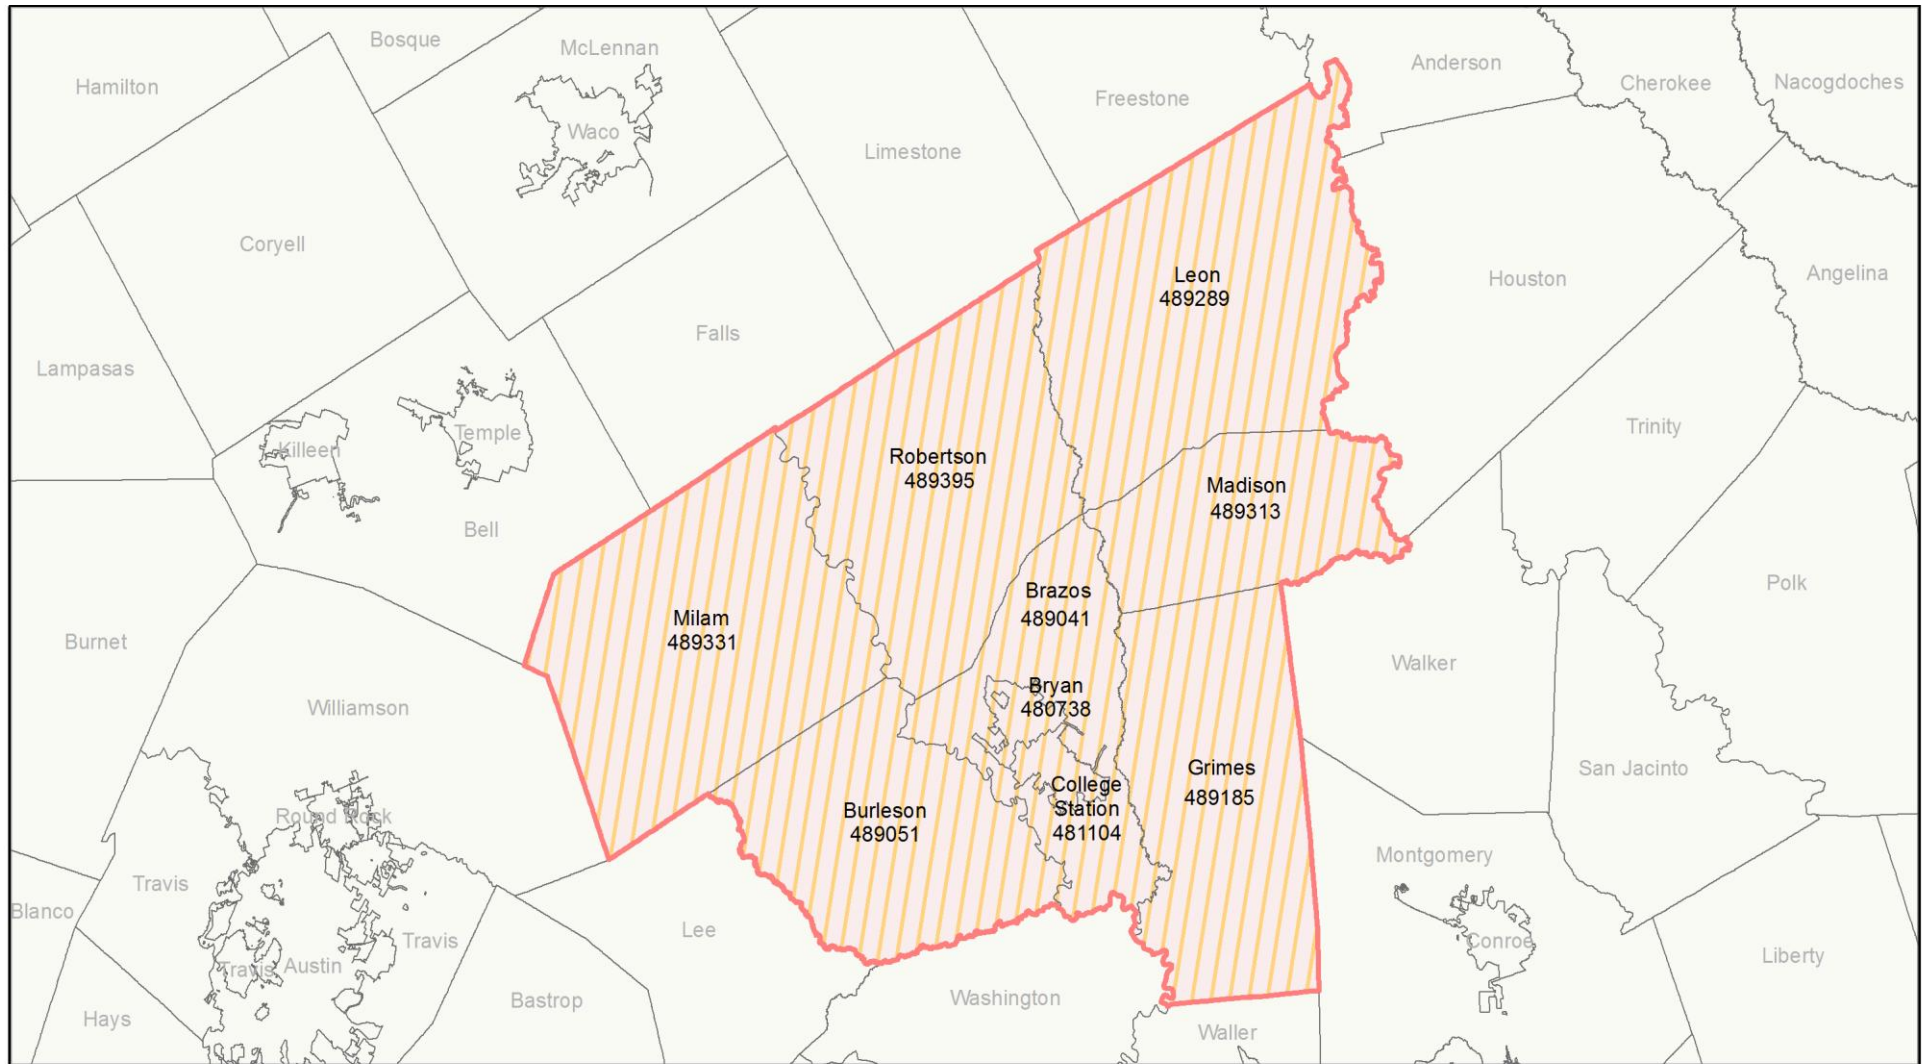 Bosque
McLennan
Hamilton
Freestone
Anderson
Cherokee
Nacogdoches
Waco
Limestone
Coryell
Leon
489289
Houston
Angelina
Falls
Lampasas
Killeen
Temple
Robertson
489395
Madison
489313
Trinity
Bell
Polk
Brazos
489041
Milam
489331
Burnet
Walker
Bryan
480738
Williamson
Grimes
489185
San Jacinto
College
Station
481104
Burleson
489051
Round Rock
Montgomery
Travis
Blanco
Lee
Travis
Travis
Austin
Conroe
Liberty
Bastrop
Washington
Hays
Waller